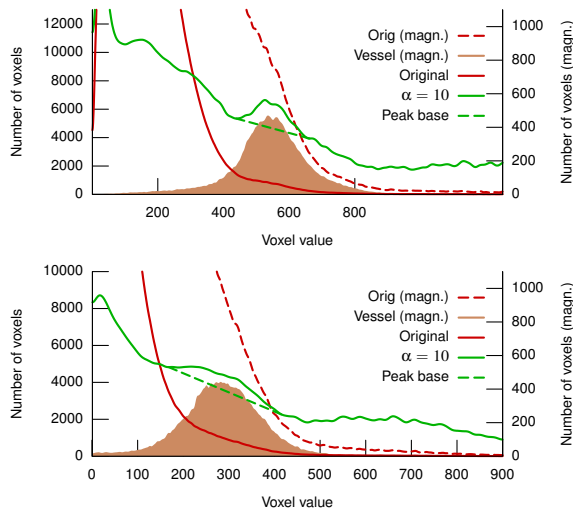 12000
10000
8000
6000
4000
2000
0
Number of voxels
200
400
600
800
Voxel value
1000
800
600
400
200
0
Number of voxels (magn.)
Orig (magn.)
Vessel (magn.)
Original
α = 10
Peak base
10000
8000
6000
4000
2000
0
Number of voxels
0
100
200
300
400
500
600
700
800
900
Voxel value
1000
800
600
400
200
0
Number of voxels (magn.)
Orig (magn.)
Vessel (magn.)
Original
α = 10
Peak base